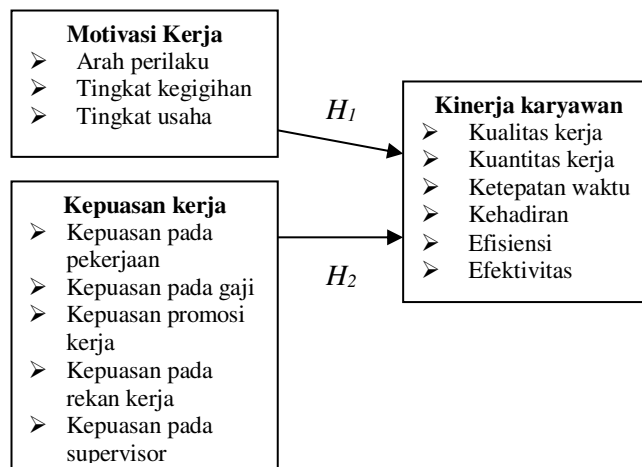 Motivasi Kerja
➢ Arah perilaku
➢ Tingkat kegigihan
➢ Tingkat usaha
H1
Kepuasan kerja
➢ Kepuasan pada
pekerjaan
➢ Kepuasan pada gaji
➢ Kepuasan promosi
kerja
➢ Kepuasan pada
rekan kerja
➢ Kepuasan pada
supervisor
H2
Kinerja karyawan
➢ Kualitas kerja
➢ Kuantitas kerja
➢ Ketepatan waktu
➢ Kehadiran
➢ Efisiensi
➢ Efektivitas